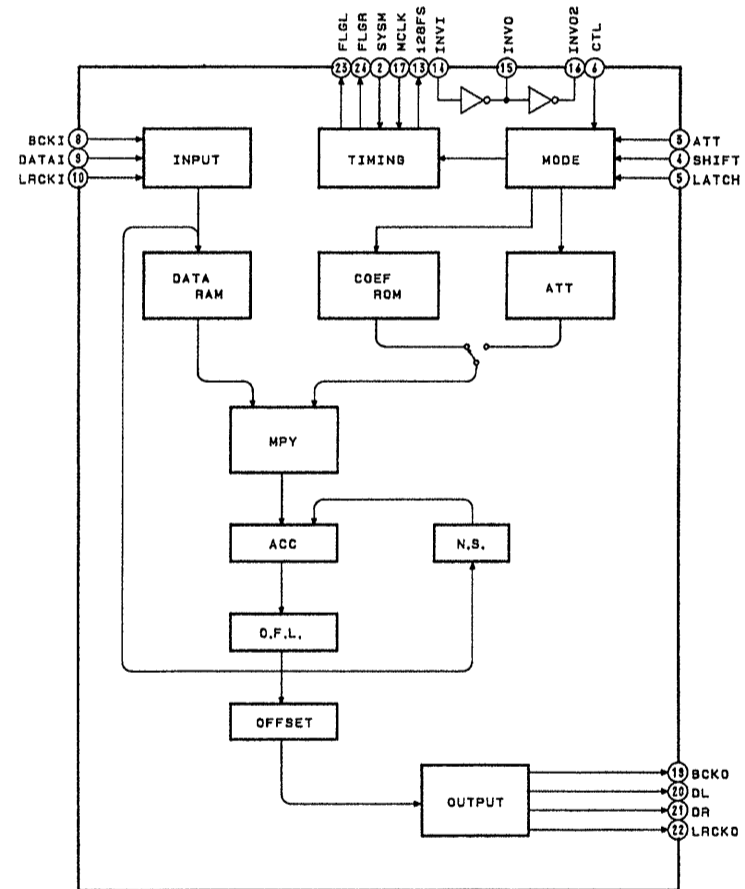 FLGL
FLGR
SYSM
MCLK
128FS
INVI
INVO
INVO2
CTL
23 24 2 17 13 14 15 16 6
BCKI 8
DATAI 9
LRCKI 10
INPUT
TIMING
MODE
3 ATT
4 SHIFT
5 LATCH
DATA
RAM
COEF
ROM
ATT
MPY
ACC
N.S.
O.F.L.
OFFSET
OUTPUT
BCKO
20 DL
21 DR
22 LRCKO